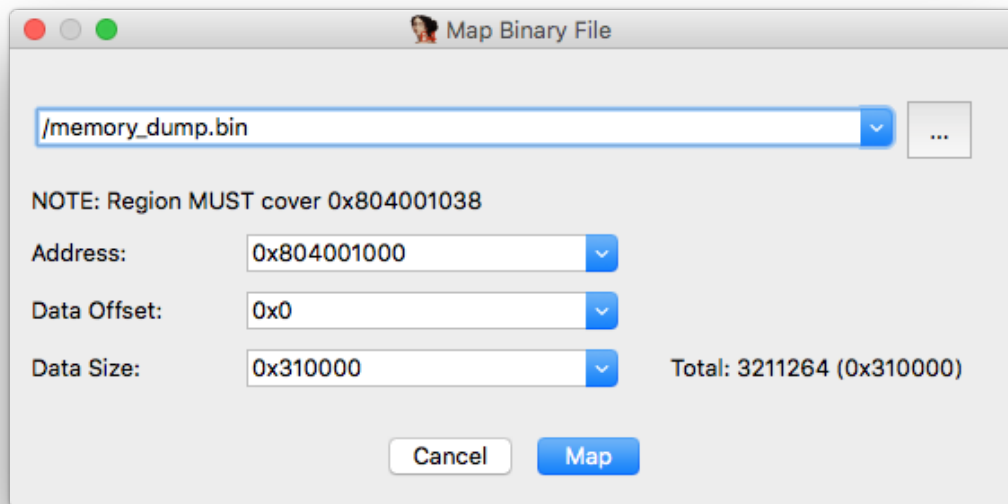 Map Binary File
/memory_dump.bin
...
NOTE: Region MUST cover 0x804001038
Address: 0x804001000
Data Offset: 0x0
Data Size: 0x310000 Total: 3211264 (0x310000)
Cancel Map